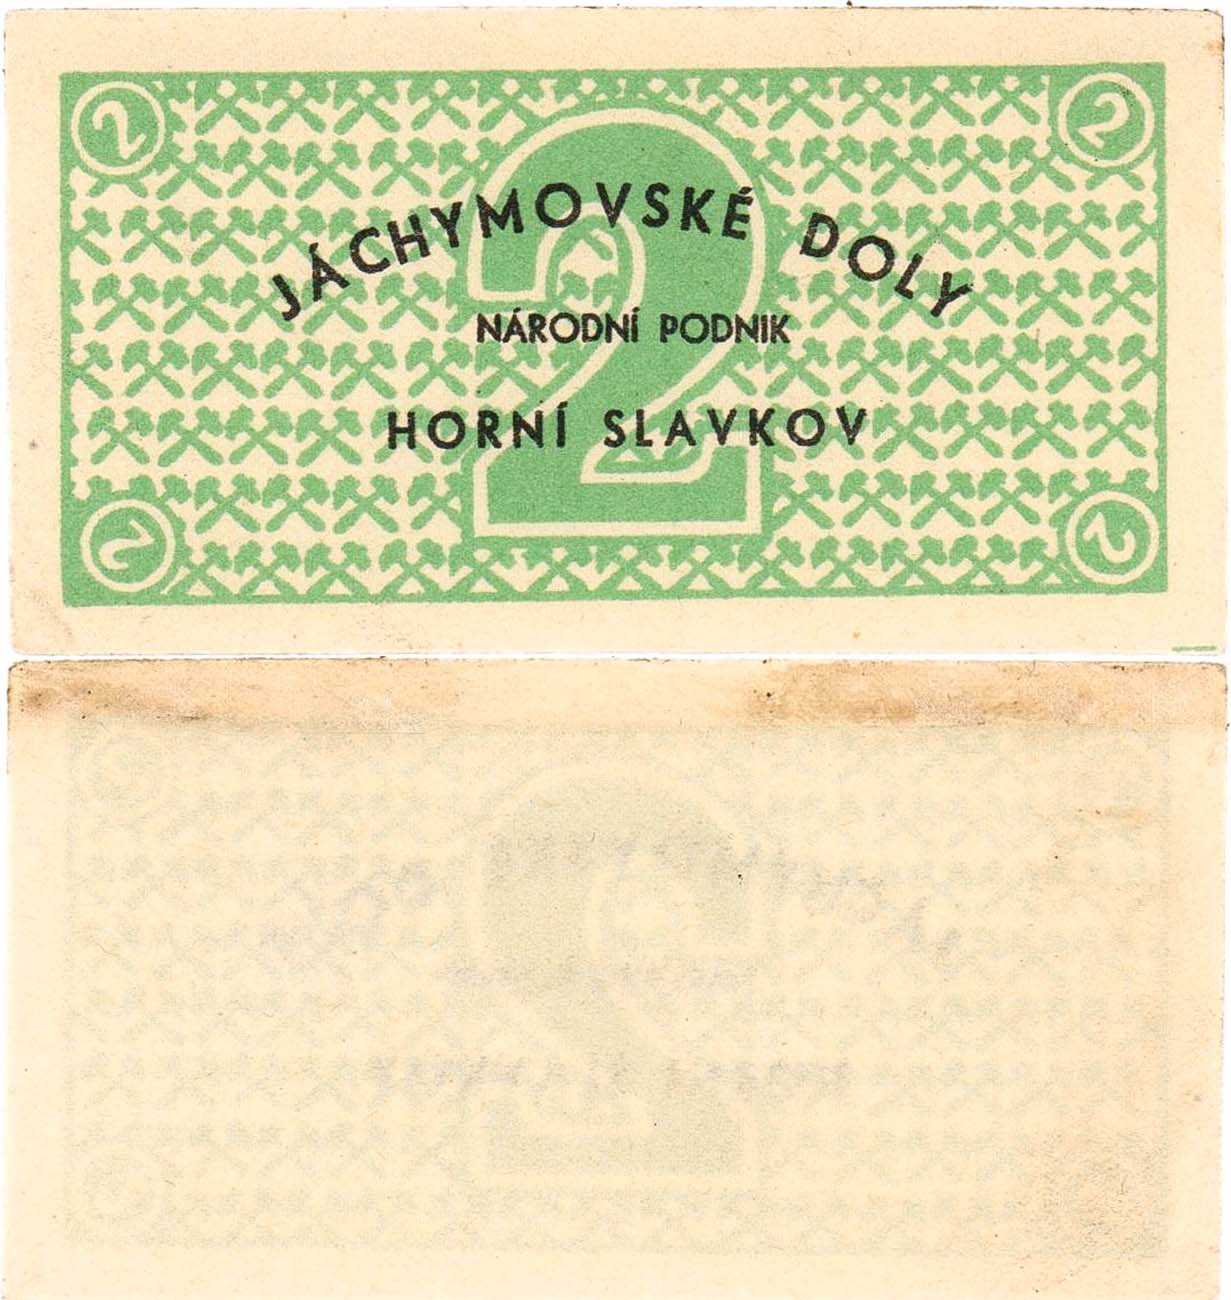 2 2
2
JÁCHYMOVSKÉ DOLY
NÁRODNÍ PODNIK
HORNÍ SLAVKOV
2 2